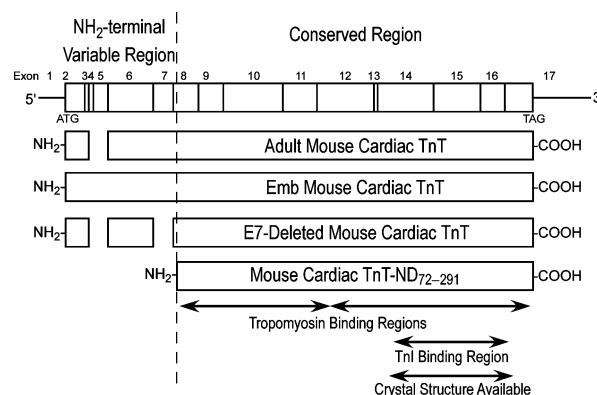 NH2-terminal
Variable Region
Conserved Region
Exon 1 2 3 4 5 6 7 8 9 10 11 12 13 14 15 16 17
5' 3
ATG TAG
NH2- Adult Mouse Cardiac TnT -COOH
NH2- Emb Mouse Cardiac TnT -COOH
NH2- E7-Deleted Mouse Cardiac TnT -COOH
NH2- Mouse Cardiac TnT-ND72–291 -COOH
Tropomyosin Binding Regions
TnI Binding Region
Crystal Structure Available